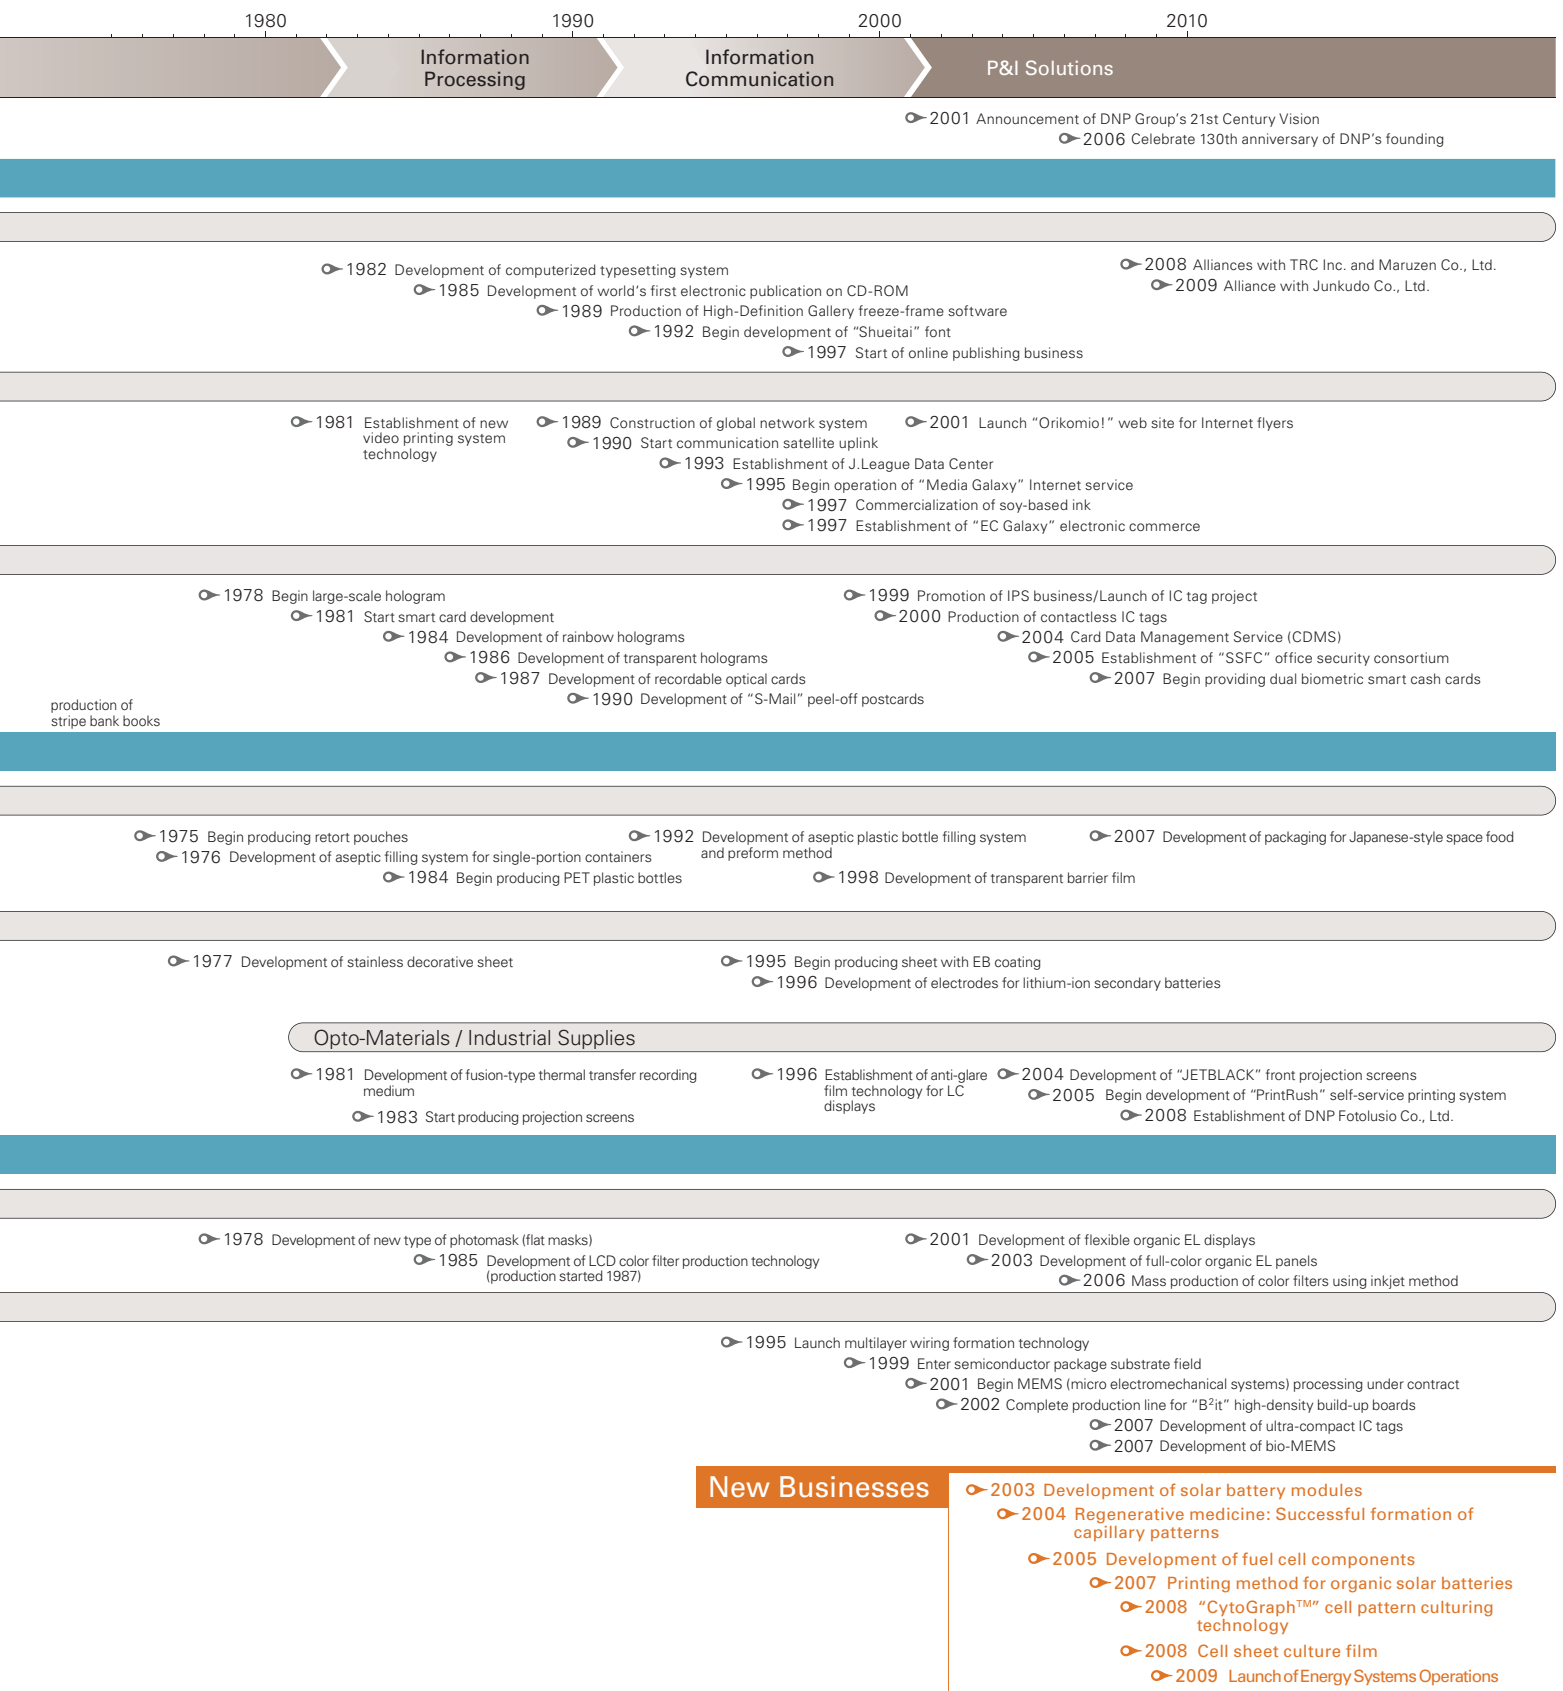 1980 1990 2000 2010
Information
Processing
Information
Communication
P&I Solutions
2001 Announcement of DNP Group's 21st Century Vision
2006 Celebrate 130th anniversary of DNP's founding
1982 Development of computerized typesetting system
1985 Development of world's first electronic publication on CD-ROM
1989 Production of High-Definition Gallery freeze-frame software
1992 Begin development of “Shueitai” font
1997 Start of online publishing business
2008 Alliances with TRC Inc. and Maruzen Co., Ltd.
2009 Alliance with Junkudo Co., Ltd.
1981 Establishment of new
video printing system
technology
1989 Construction of global network system
1990 Start communication satellite uplink
1993 Establishment of J.League Data Center
1995 Begin operation of “Media Galaxy” Internet service
1997 Commercialization of soy-based ink
1997 Establishment of “EC Galaxy” electronic commerce
2001 Launch “Orikomio!” web site for Internet flyers
1978 Begin large-scale hologram
1981 Start smart card development
1984 Development of rainbow holograms
1986 Development of transparent holograms
1987 Development of recordable optical cards
1990 Development of “S-Mail” peel-off postcards
1999 Promotion of IPS business/Launch of IC tag project
2000 Production of contactless IC tags
2004 Card Data Management Service (CDMS)
2005 Establishment of “SSFC” office security consortium
2007 Begin providing dual biometric smart cash cards
production of
stripe bank books
1975 Begin producing retort pouches
1976 Development of aseptic filling system for single-portion containers
1984 Begin producing PET plastic bottles
1992 Development of aseptic plastic bottle filling system
and preform method
1998 Development of transparent barrier film
2007 Development of packaging for Japanese-style space food
1977 Development of stainless decorative sheet
1995 Begin producing sheet with EB coating
1996 Development of electrodes for lithium-ion secondary batteries
Opto-Materials / Industrial Supplies
1981 Development of fusion-type thermal transfer recording
medium
1983 Start producing projection screens
1996 Establishment of anti-glare
film technology for LC
displays
2004 Development of “JETBLACK” front projection screens
2005 Begin development of “PrintRush” self-service printing system
2008 Establishment of DNP Fotolusio Co., Ltd.
1978 Development of new type of photomask (flat masks)
1985 Development of LCD color filter production technology
(production started 1987)
2001 Development of flexible organic EL displays
2003 Development of full-color organic EL panels
2006 Mass production of color filters using inkjet method
1995 Launch multilayer wiring formation technology
1999 Enter semiconductor package substrate field
2001 Begin MEMS (micro electromechanical systems) processing under contract
2002 Complete production line for “B²it” high-density build-up boards
2007 Development of ultra-compact IC tags
2007 Development of bio-MEMS
New Businesses
2003 Development of solar battery modules
2004 Regenerative medicine: Successful formation of
capillary patterns
2005 Development of fuel cell components
2007 Printing method for organic solar batteries
2008 “CytoGraph™” cell pattern culturing
technology
2008 Cell sheet culture film
2009 Launch of Energy Systems Operations